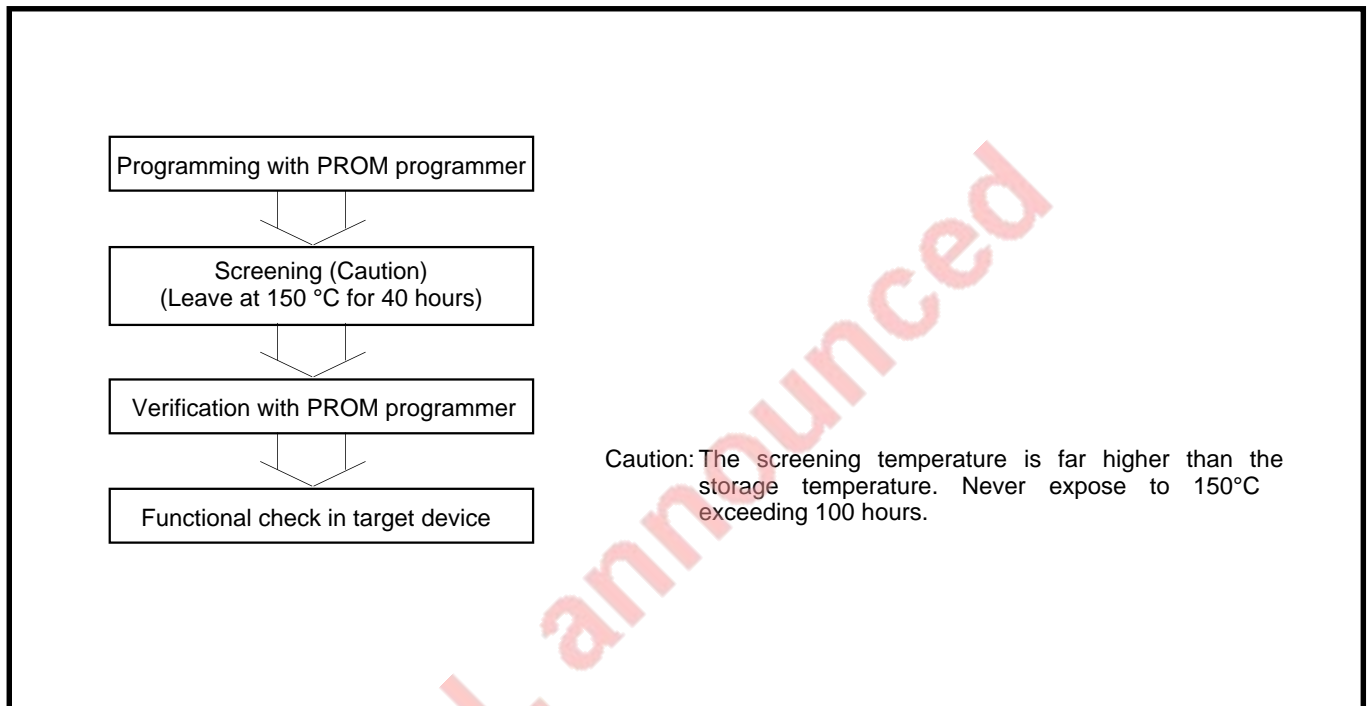 Programming with PROM programmer
Screening (Caution)
(Leave at 150 °C for 40 hours)
Verification with PROM programmer
Functional check in target device
Caution: The screening temperature is far higher than the
storage temperature. Never expose to 150°C
exceeding 100 hours.
announced